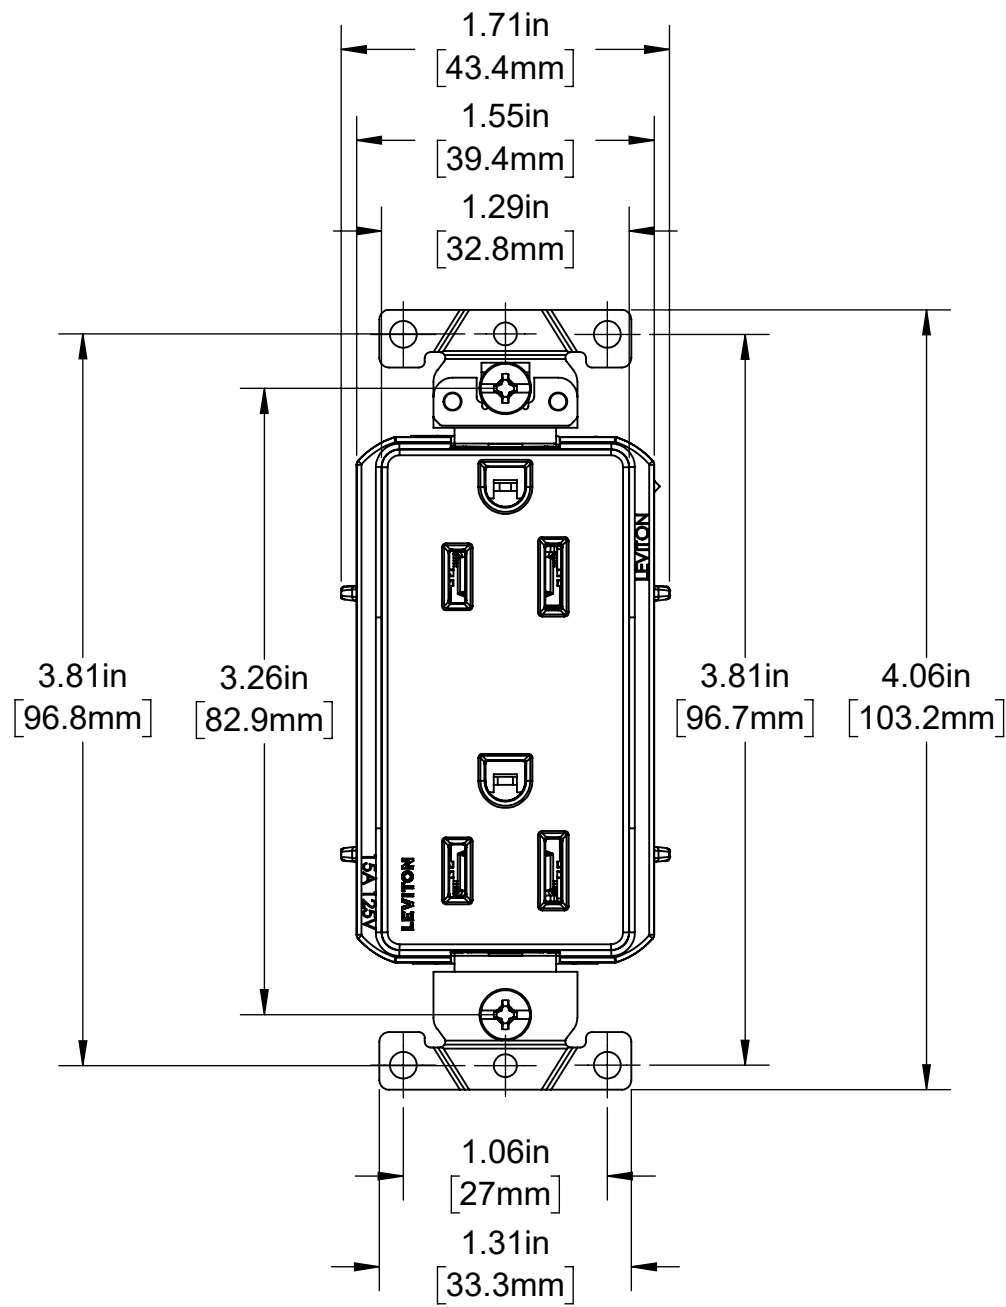 1.71in
[43.4mm]
1.55in
[39.4mm]
1.29in
[32.8mm]
LEVITON
3.81in
[96.8mm]
3.26in
[82.9mm]
3.81in
[96.7mm]
4.06in
[103.2mm]
15A 125V
LEVITON
1.06in
[27mm]
1.31in
[33.3mm]